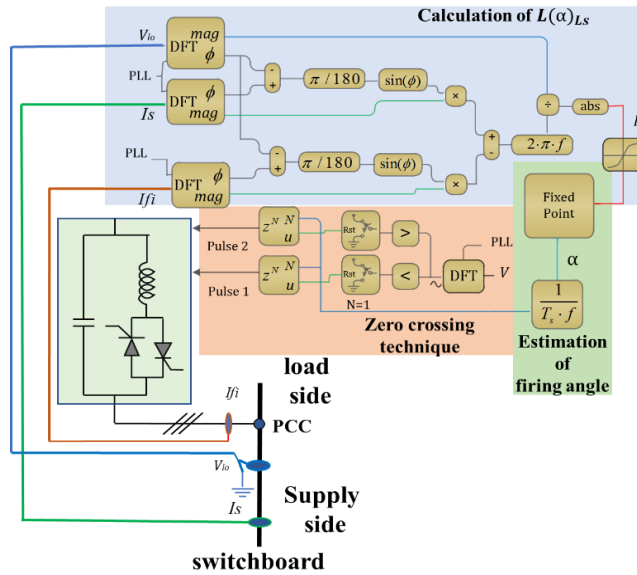 Calculation of L(α)Ls
Vlo
DFT
mag
ϕ
PLL
Is
DFT
ϕ
mag
-
+
π / 180
sin(ϕ)
×
÷
abs
PLL
Ifi
DFT
ϕ
mag
-
+
π / 180
sin(ϕ)
×
+
-
2·π·f
Fixed
Point
α
1
Ts · f
Estimation
of
firing angle
Pulse 2
z^N N
u
Rst
>
PLL
Pulse 1
z^N N
u
Rst
<
DFT
V
N=1
Zero crossing
technique
load
side
Ifi
PCC
Vlo
Is
Supply
side
switchboard